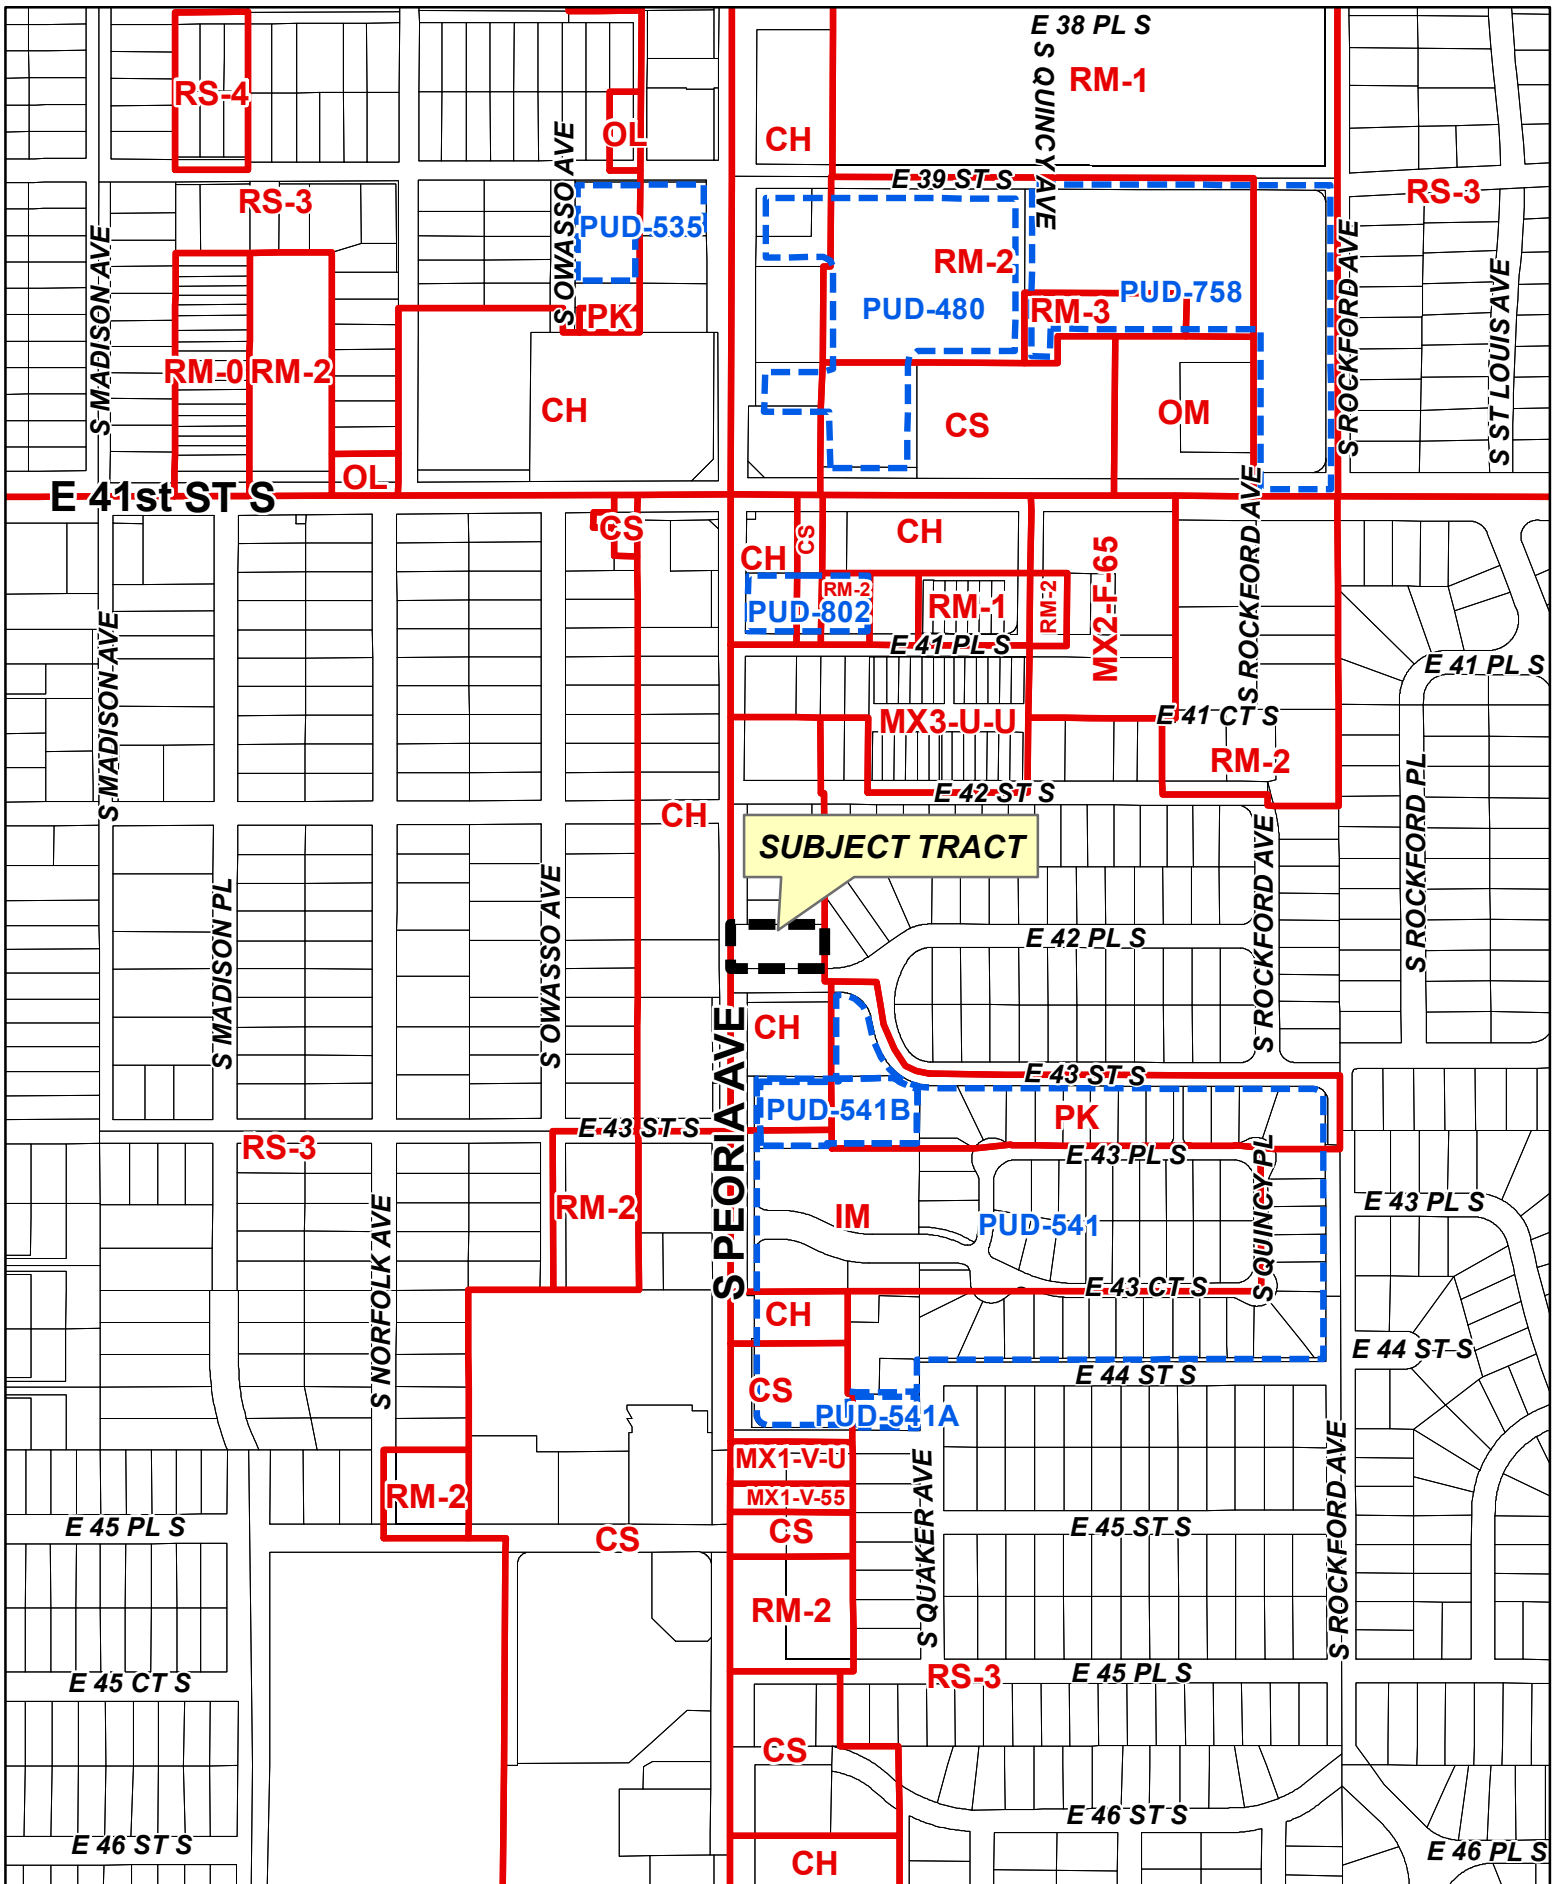 E 38 PL S
S QUINCY AVE
RM-1
RS-4
OL
CH
S OWASSO AVE
E 39 ST S
RS-3
RS-3
PUD-535
S MADISON AVE
RM-2
PUD-480
PUD-758
RM-3
S ROCKFORD AVE
S ST LOUIS AVE
PK
RM-0
RM-2
CH
CS
OM
OL
E 41st ST S
CS
CH
CS
CH
S ROCKFORD AVE
MX2-F-65
RM-2
PUD-802
RM-1
RM-2
E 41 PL S
E 41 PL S
S MADISON AVE
MX3-U-U
E 41 CT S
RM-2
E 42 ST S
CH
SUBJECT TRACT
S ROCKFORD PL
S ROCKFORD AVE
S MADISON PL
S OWASSO AVE
E 42 PL S
CH
S PEORIA AVE
E 43 ST S
PUD-541B
PK
E 43 ST S
RS-3
E 43 PL S
S QUINCY PL
RM-2
IM
PUD-541
E 43 PL S
S NORFOLK AVE
E 43 CT S
CH
E 44 ST S
E 44 ST S
CS
PUD-541A
MX1-V-U
RM-2
MX1-V-55
S QUAKER AVE
S ROCKFORD AVE
E 45 PL S
CS
CS
E 45 ST S
RM-2
E 45 CT S
RS-3
E 45 PL S
CS
E 46 ST S
E 46 ST S
E 46 PL S
CH